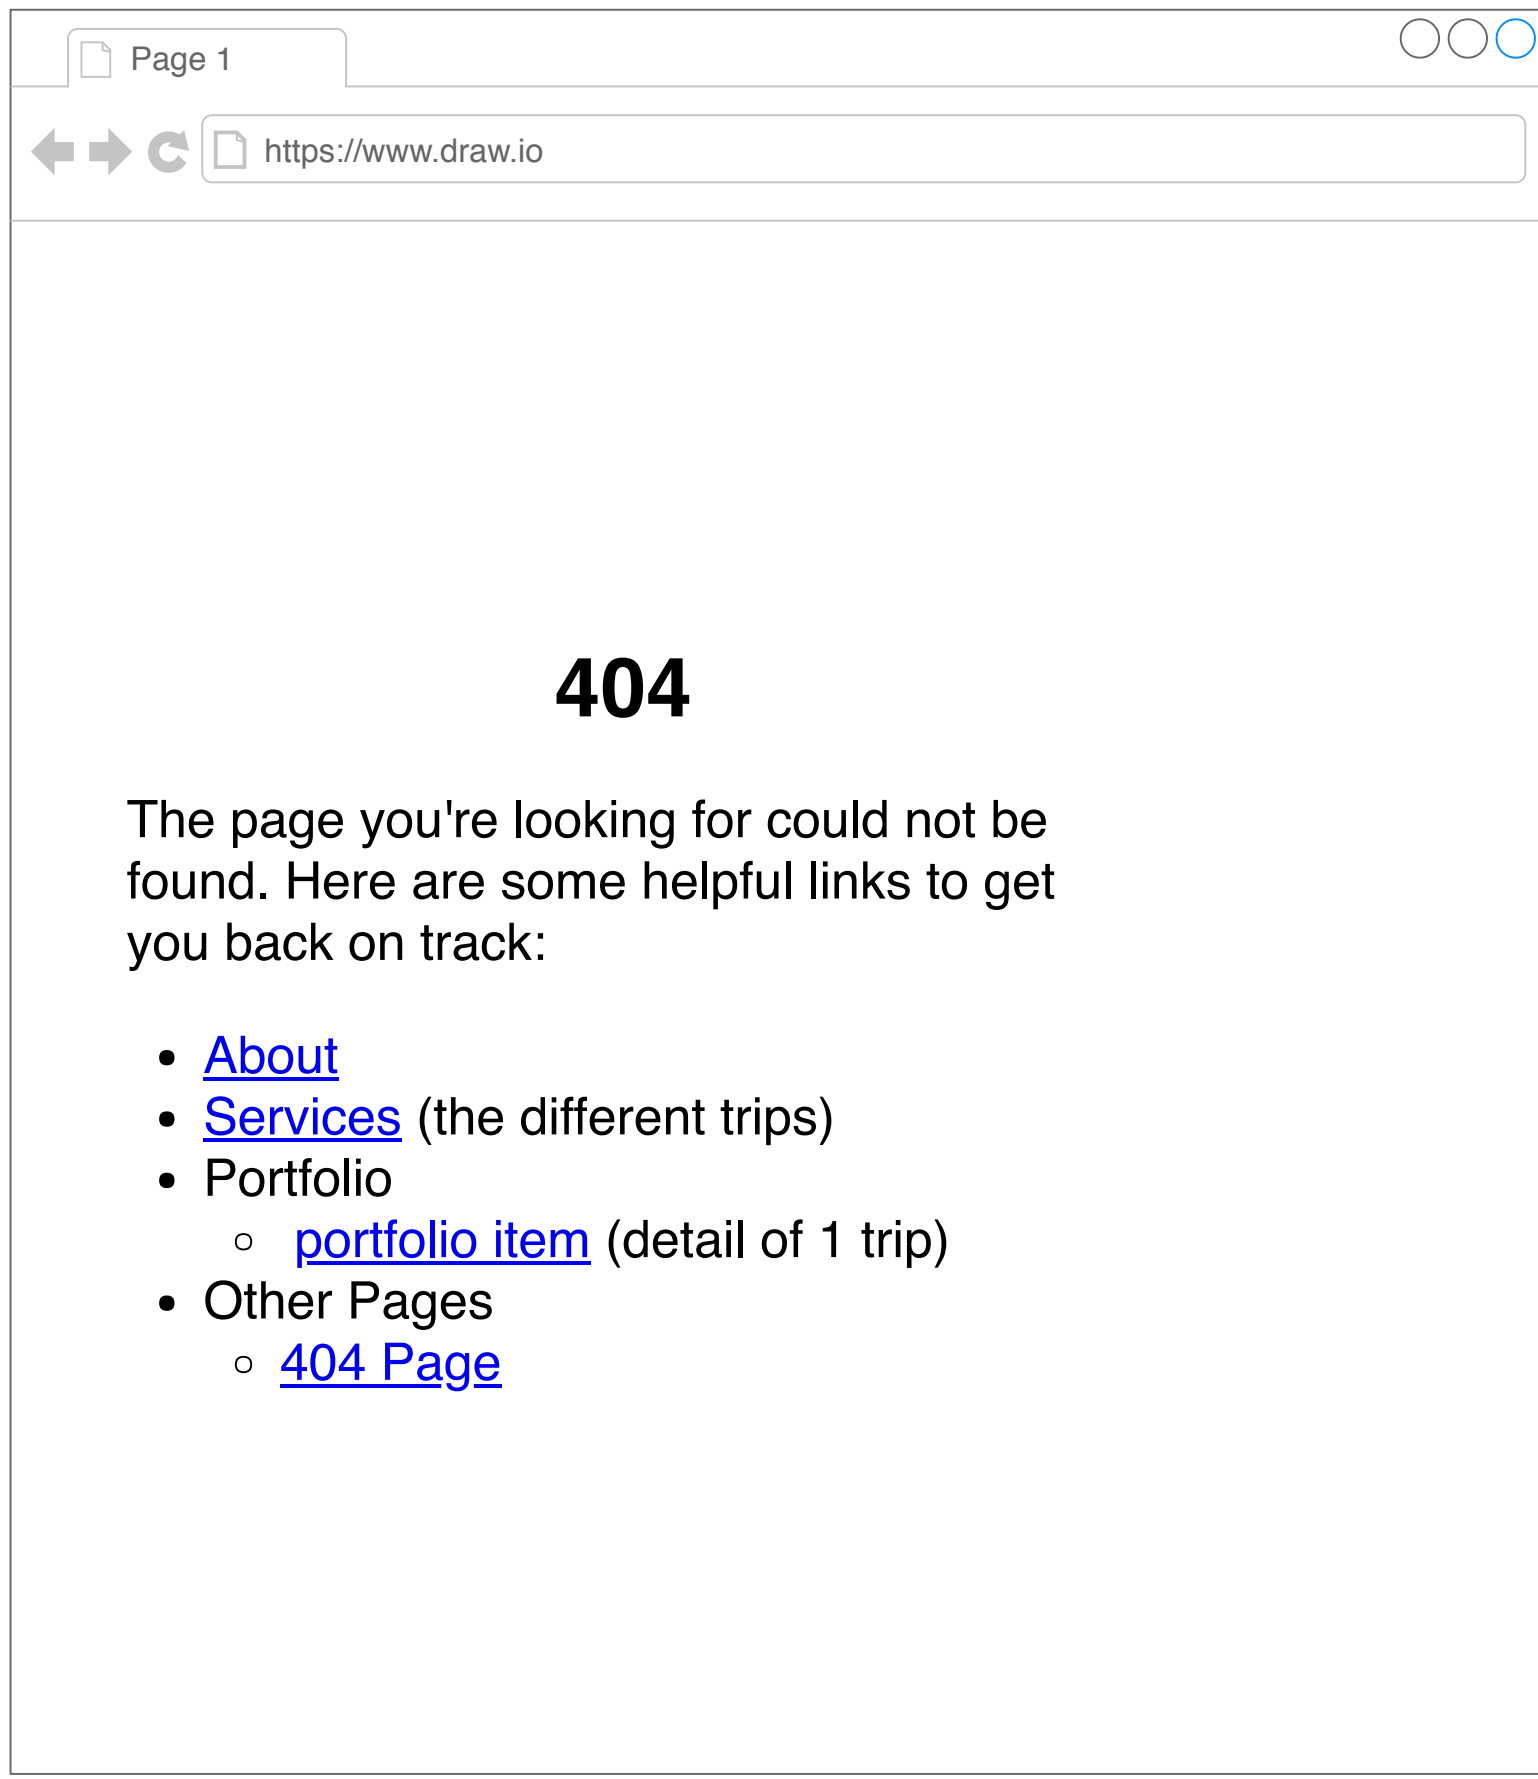 Page 1
https://www.draw.io
404
The page you're looking for could not be
found. Here are some helpful links to get
you back on track:
About
Services (the different trips)
Portfolio
portfolio item (detail of 1 trip)
Other Pages
404 Page